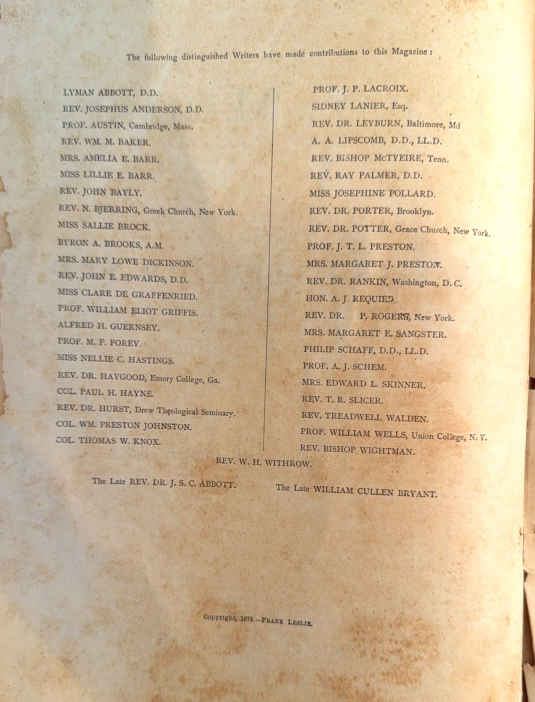 The following distinguished Writers have made contributions to this Magazine:
LYMAN ABBOTT, D.D.
REV. JOSEPHUS ANDERSON, D.D.
PROF. AUSTIN, Cambridge, Mass.
REV. WM. M. BAKER.
MRS. AMELIA E. BARR.
MISS LILLIE E. BARR.
REV. JOHN BAYLY.
REV. N. BJERRING, Greek Church, New York.
MISS SALLIE BROCK.
BYRON A. BROOKS, A.M.
MRS. MARY LOWE DICKINSON.
REV. JOHN E. EDWARDS, D.D.
MISS CLARE DE GRAFFENRIED.
PROF. WILLIAM ELIOT GRIFFIS.
ALFRED H. GUERNSEY.
PROF. M. F. FOREY.
MISS NELLIE C. HASTINGS.
REV. DR. HAYGOOD, Emory College, Ga.
COL. PAUL H. HAYNE.
REV. DR. HURST, Drew Theological Seminary.
COL. WM. PRESTON JOHNSTON.
COL. THOMAS W. KNOX.
PROF. J. P. LACROIX.
SIDNEY LANIER, Esq.
REV. DR. LEYBURN, Baltimore, Md
A. A. LIPSCOMB, D.D., LL.D.
REV. BISHOP McTYEIRE, Tenn.
REV. RAY PALMER, D.D.
MISS JOSEPHINE POLLARD.
REV. DR. PORTER, Brooklyn.
REV. DR. POTTER, Grace Church, New York.
PROF. J. T. L. PRESTON.
MRS. MARGARET J. PRESTON.
REV. DR. RANKIN, Washington, D. C.
HON. A. J. REQUIER.
REV. DR. P. ROGERS, New York.
MRS. MARGARET E. SANGSTER.
PHILIP SCHAFF, D.D., LL.D.
PROF. A. J. SCHEM.
MRS. EDWARD L. SKINNER.
REV. T. R. SLICER.
REV. TREADWELL WALDEN.
PROF. WILLIAM WELLS, Union College, N. Y.
REV. BISHOP WIGHTMAN.
REV. W. H. WITHROW.
The Late REV. DR. J. S. C. ABBOTT.
The Late WILLIAM CULLEN BRYANT.
Copyright, —FRANK LESLIE.